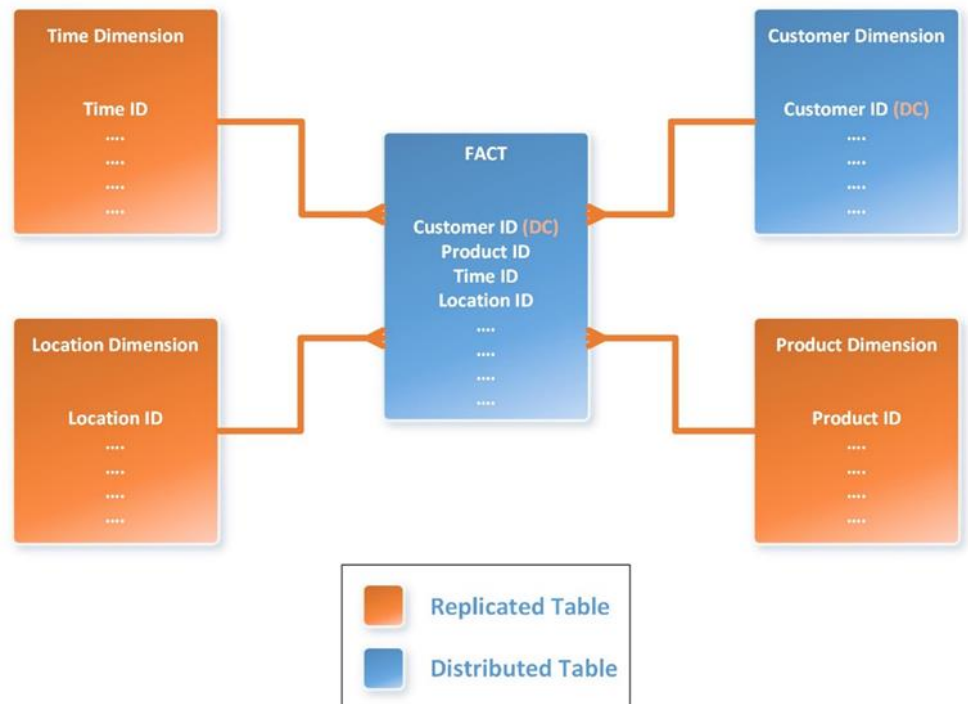 Time Dimension
Time ID
....
....
....
....
Customer Dimension
Customer ID (DC)
....
....
....
....
FACT
Customer ID (DC)
Product ID
Time ID
Location ID
....
....
....
....
Location Dimension
Location ID
....
....
....
....
Product Dimension
Product ID
....
....
....
....
Replicated Table
Distributed Table